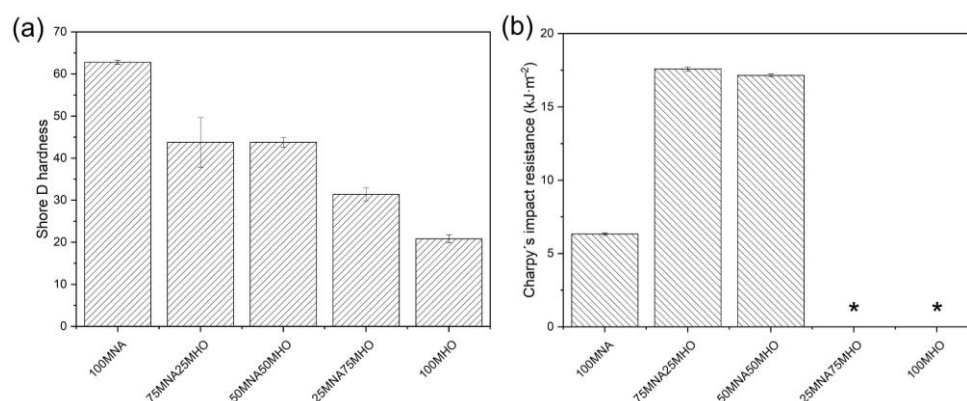 (a)
70
60
50
40
30
20
10
0
Shore D hardness
100MNA
75MNA25MHO
50MNA50MHO
25MNA75MHO
100MHO
(b)
20
15
10
5
0
Charpy´s impact resistance (kJ·m⁻²)
*
*
100MNA
75MNA25MHO
50MNA50MHO
25MNA75MHO
100MHO